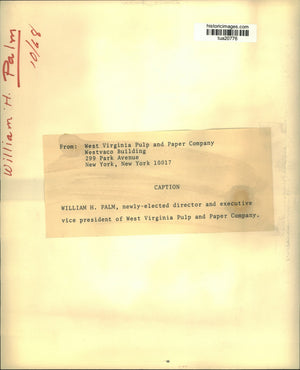 historicimages.com
tua20776
William H. Palm
10/68
From: West Virginia Pulp and Paper Company
Westvaco Building
299 Park Avenue
New York, New York 10017
CAPTION
WILLIAM H. PALM, newly-elected director and executive
vice president of West Virginia Pulp and Paper Company.